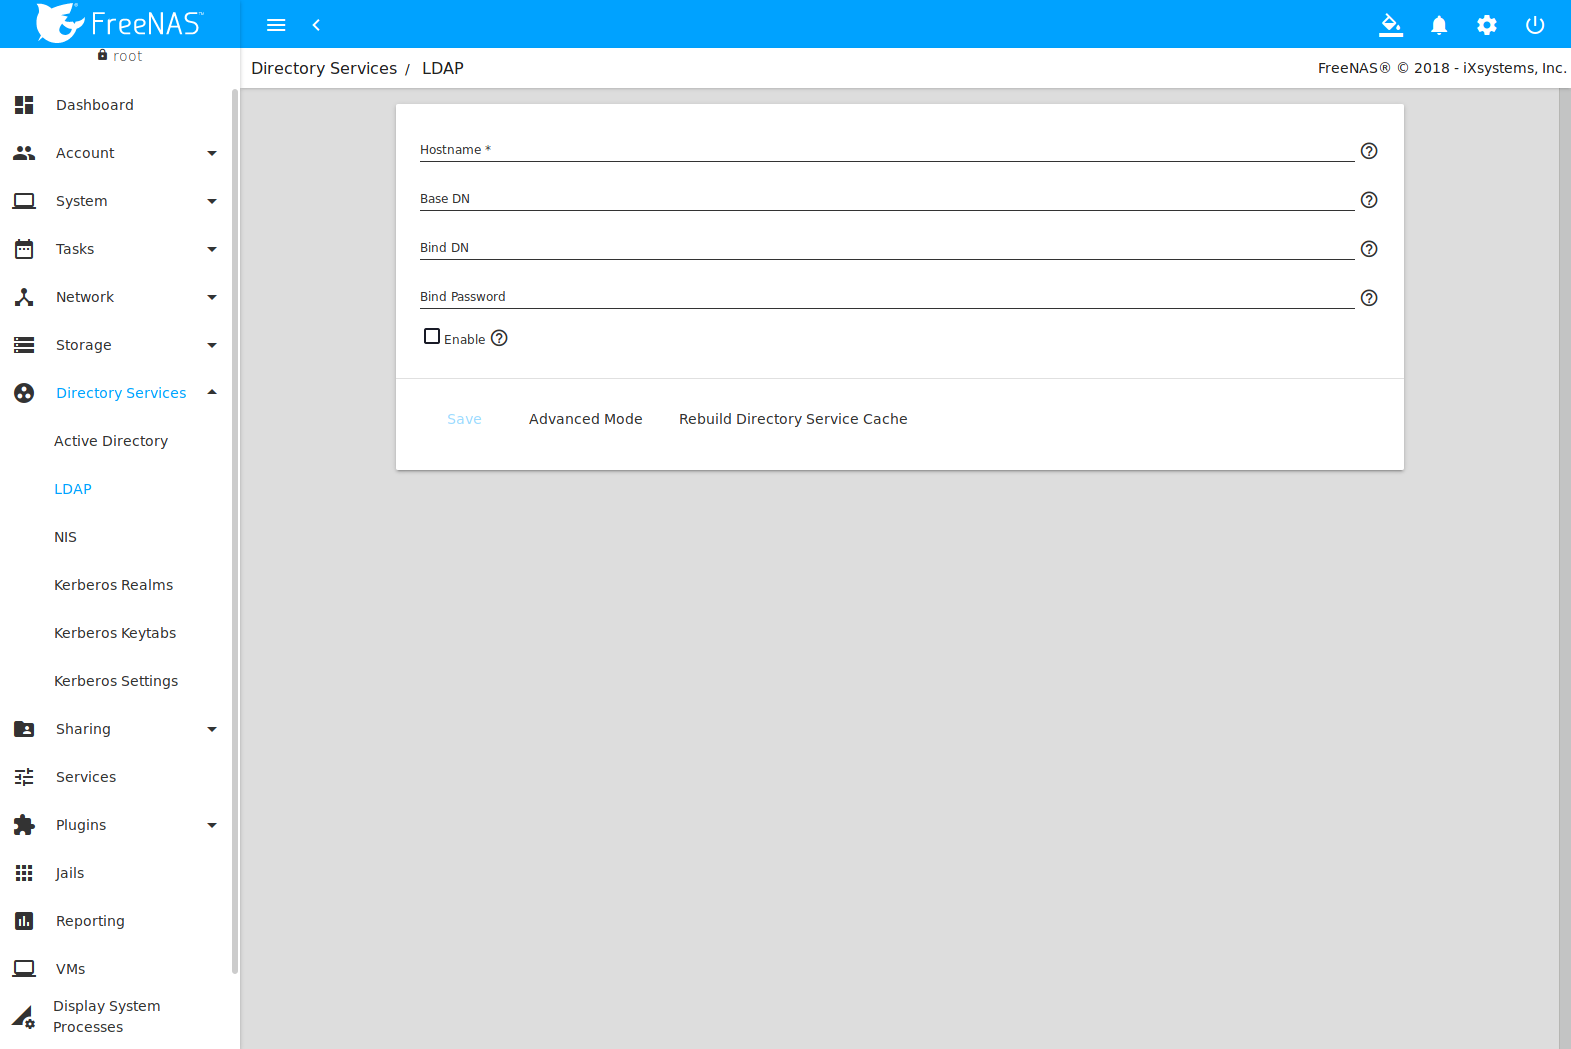 FreeNAS™
root
Directory Services / LDAP
FreeNAS® © 2018 - iXsystems, Inc.
Dashboard
Account
System
Tasks
Network
Storage
Directory Services
Active Directory
LDAP
NIS
Kerberos Realms
Kerberos Keytabs
Kerberos Settings
Sharing
Services
Plugins
Jails
Reporting
VMs
Display System
Processes
Hostname *
Base DN
Bind DN
Bind Password
Enable
Save Advanced Mode Rebuild Directory Service Cache